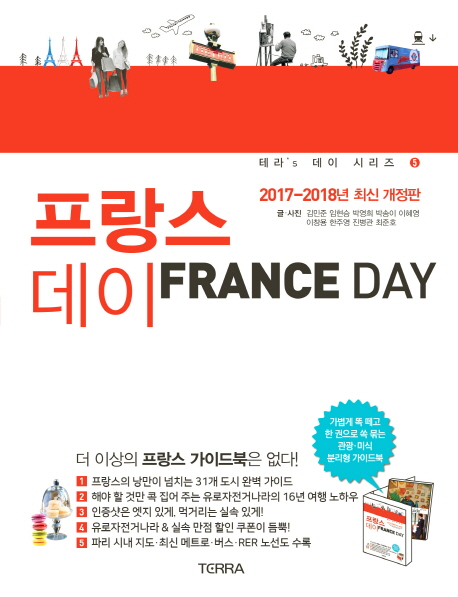 테라's 데이 시리즈 5
2017-2018년 최신 개정판
글·사진 김민준 임현승 박영희 박송이 이혜영
이창용 한주영 진병관 최준호
프랑스
데이 FRANCE DAY
가볍게 똑 떼고
한 권으로 쏙 묶는
관광·미식
분리형 가이드북
더 이상의 프랑스 가이드북은 없다!
1 프랑스의 낭만이 넘치는 31개 도시 완벽 가이드
2 해야 할 것만 콕 집어 주는 유로자전거나라의 16년 여행 노하우
3 인증샷은 엣지 있게, 먹거리는 실속 있게!
4 유로자전거나라 & 실속 만점 할인 쿠폰이 듬뿍!
5 파리 시내 지도·최신 메트로·버스·RER 노선도 수록
프랑스
데이 FRANCE DAY
TERRA